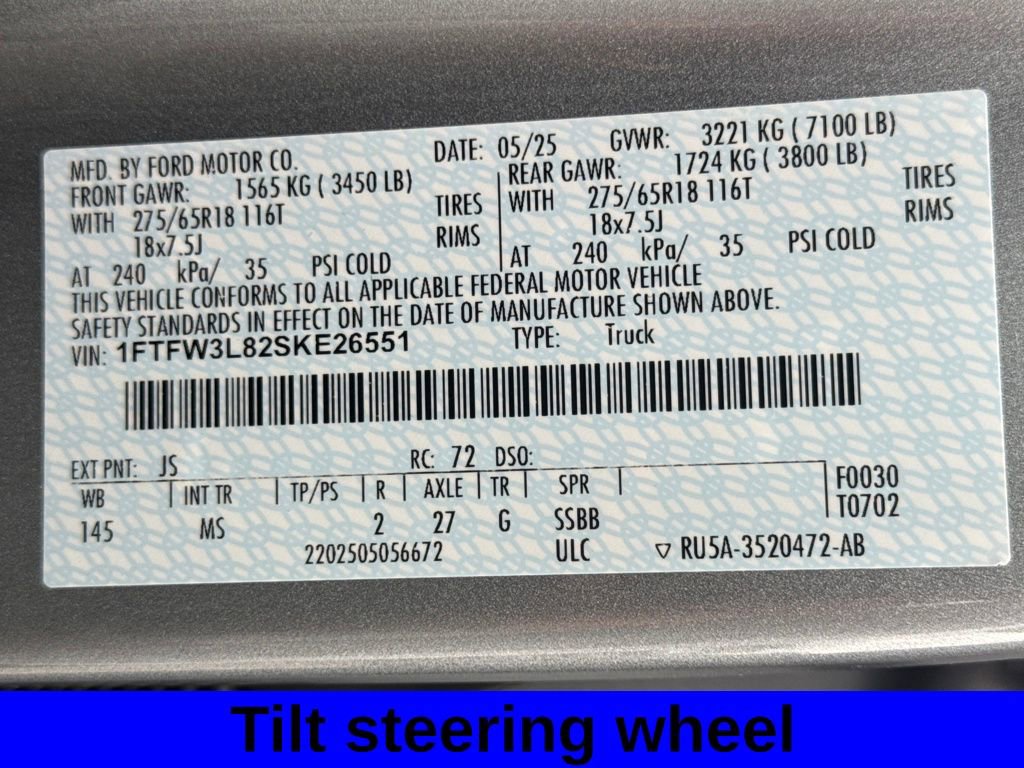 MFD. BY FORD MOTOR CO. DATE: 05/25 GVWR: 3221 KG ( 7100 LB)
FRONT GAWR: 1565 KG ( 3450 LB) REAR GAWR: 1724 KG ( 3800 LB)
WITH 275/65R18 116T TIRES WITH 275/65R18 116T TIRES
18x7.5J RIMS 18x7.5J RIMS
AT 240 kPa/ 35 PSI COLD AT 240 kPa/ 35 PSI COLD
THIS VEHICLE CONFORMS TO ALL APPLICABLE FEDERAL MOTOR VEHICLE
SAFETY STANDARDS IN EFFECT ON THE DATE OF MANUFACTURE SHOWN ABOVE.
VIN: 1FTFW3L82SKE26551 TYPE: Truck
EXT PNT: JS RC: 72 DSO:
WB INT TR TP/PS R AXLE TR SPR F0030
145 MS 2 27 G SSBB T0702
2202505056672 ULC ▽ RU5A-3520472-AB
Tilt steering wheel